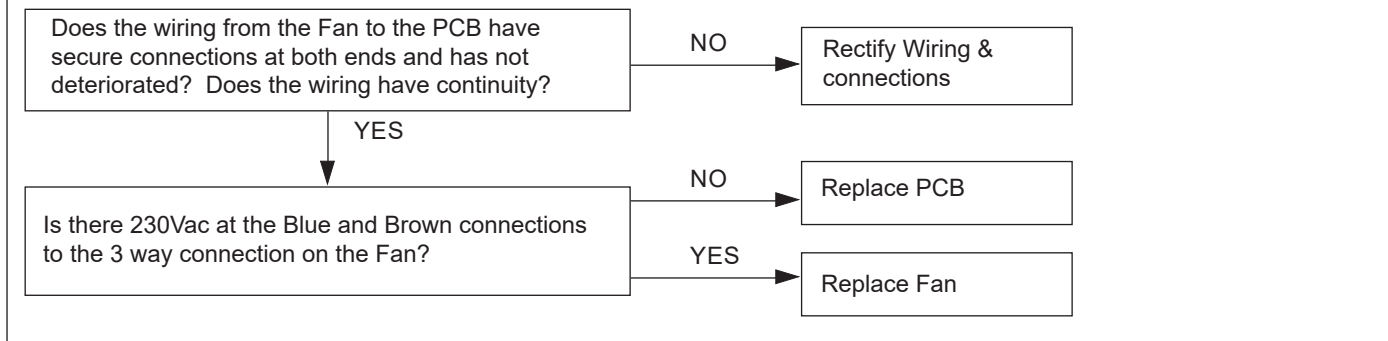 Does the wiring from the Fan to the PCB have
secure connections at both ends and has not
deteriorated?  Does the wiring have continuity?
NO
Rectify Wiring &
connections
YES
Is there 230Vac at the Blue and Brown connections
to the 3 way connection on the Fan?
NO
Replace PCB
YES
Replace Fan